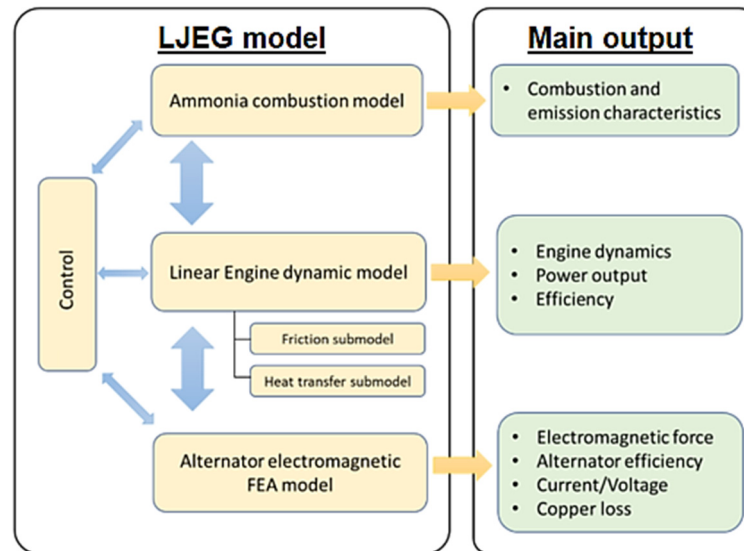 LJEG model
Main output
Ammonia combustion model
• Combustion and
emission characteristics
Control
Linear Engine dynamic model
• Engine dynamics
• Power output
• Efficiency
Friction submodel
Heat transfer submodel
Alternator electromagnetic
FEA model
• Electromagnetic force
• Alternator efficiency
• Current/Voltage
• Copper loss